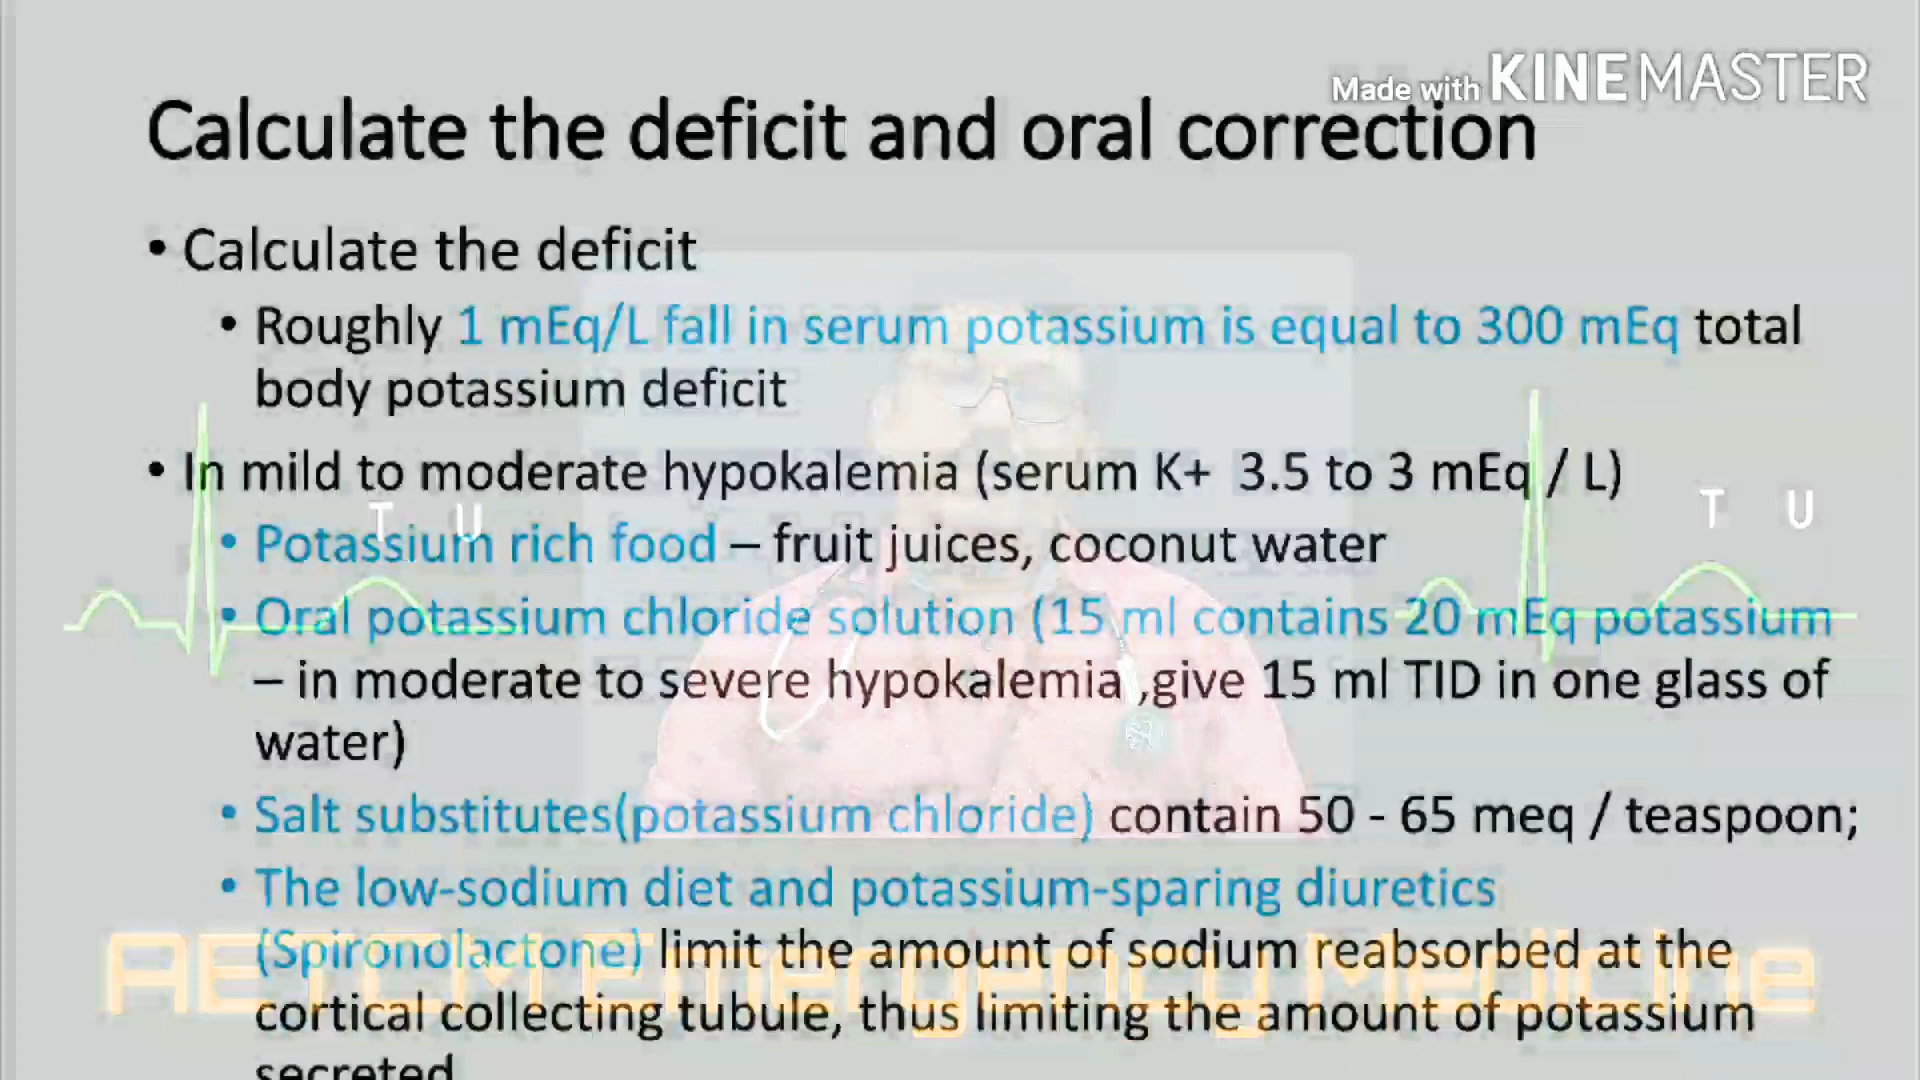 Made with KINEMASTER
Calculate the deficit and oral correction
• Calculate the deficit
• Roughly 1 mEq/L fall in serum potassium is equal to 300 mEq total
body potassium deficit
• In mild to moderate hypokalemia (serum K+ 3.5 to 3 mEq / L)
T U
T U
• Potassium rich food – fruit juices, coconut water
• Oral potassium chloride solution (15 ml contains 20 mEq potassium
– in moderate to severe hypokalemia ,give 15 ml TID in one glass of
water)
• Salt substitutes(potassium chloride) contain 50 - 65 meq / teaspoon;
• The low-sodium diet and potassium-sparing diuretics
(Spironolactone) limit the amount of sodium reabsorbed at the
AETCM Emergency Medicine
cortical collecting tubule, thus limiting the amount of potassium
secreted